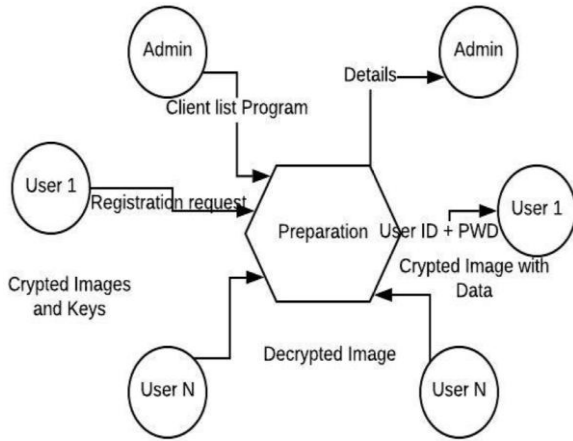 Admin
Admin
Details
Client list Program
User 1
Registration request
Preparation
User ID + PWD
User 1
Crypted Images
and Keys
Crypted Image with
Data
Decrypted Image
User N
User N